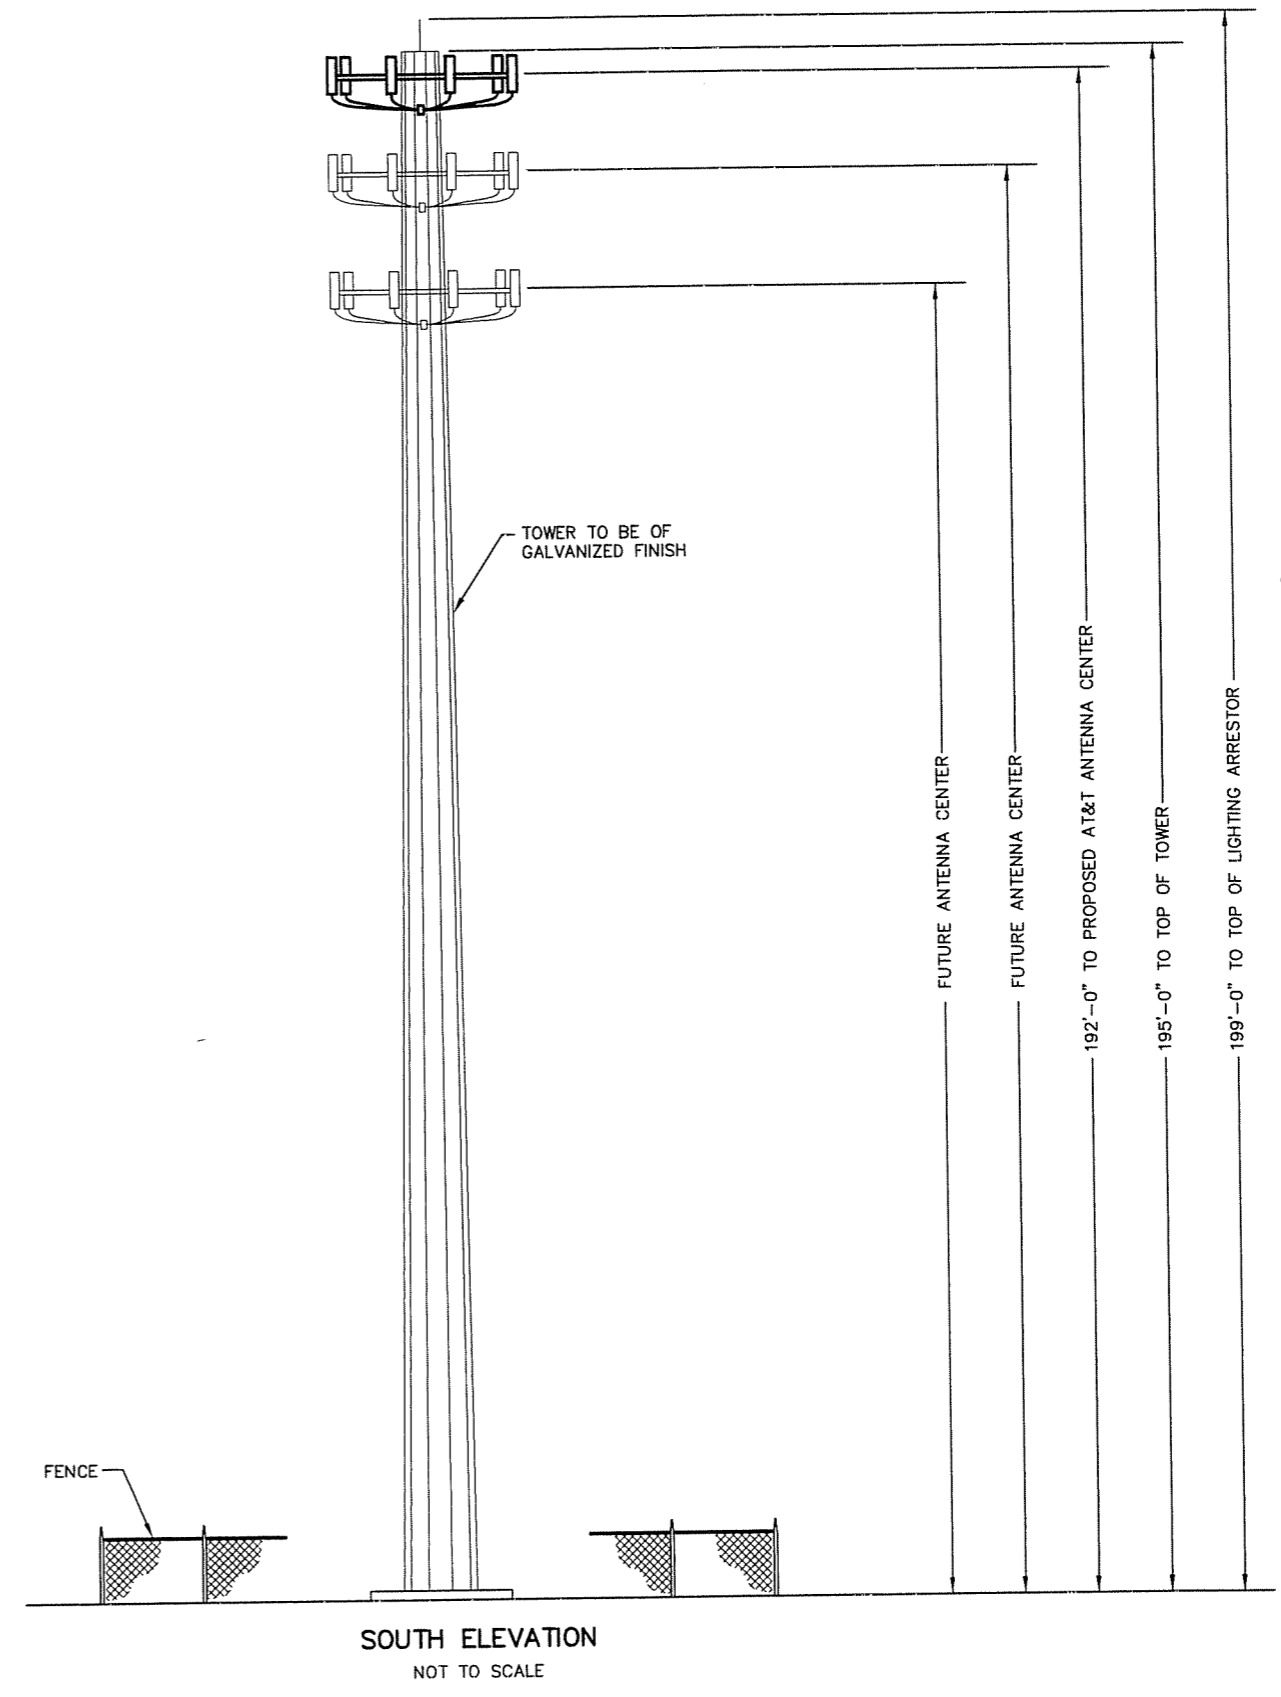 TOWER TO BE OF
GALVANIZED FINISH
FUTURE ANTENNA CENTER
FUTURE ANTENNA CENTER
192'-0" TO PROPOSED AT&T ANTENNA CENTER
195'-0" TO TOP OF TOWER
199'-0" TO TOP OF LIGHTING ARRESTOR
FENCE
SOUTH ELEVATION
NOT TO SCALE